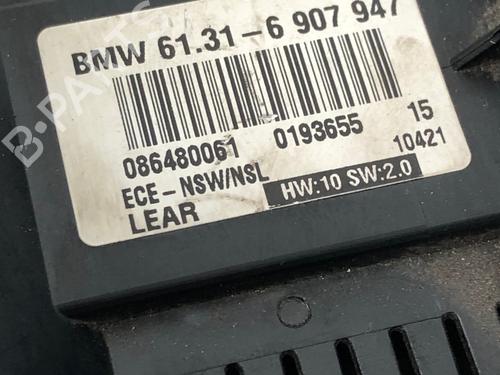 BMW 61.31-6 907 947
086480061 0193655 15
ECE-NSW/NSL 10421
LEAR HW:10 SW:2.0
B-PARTS